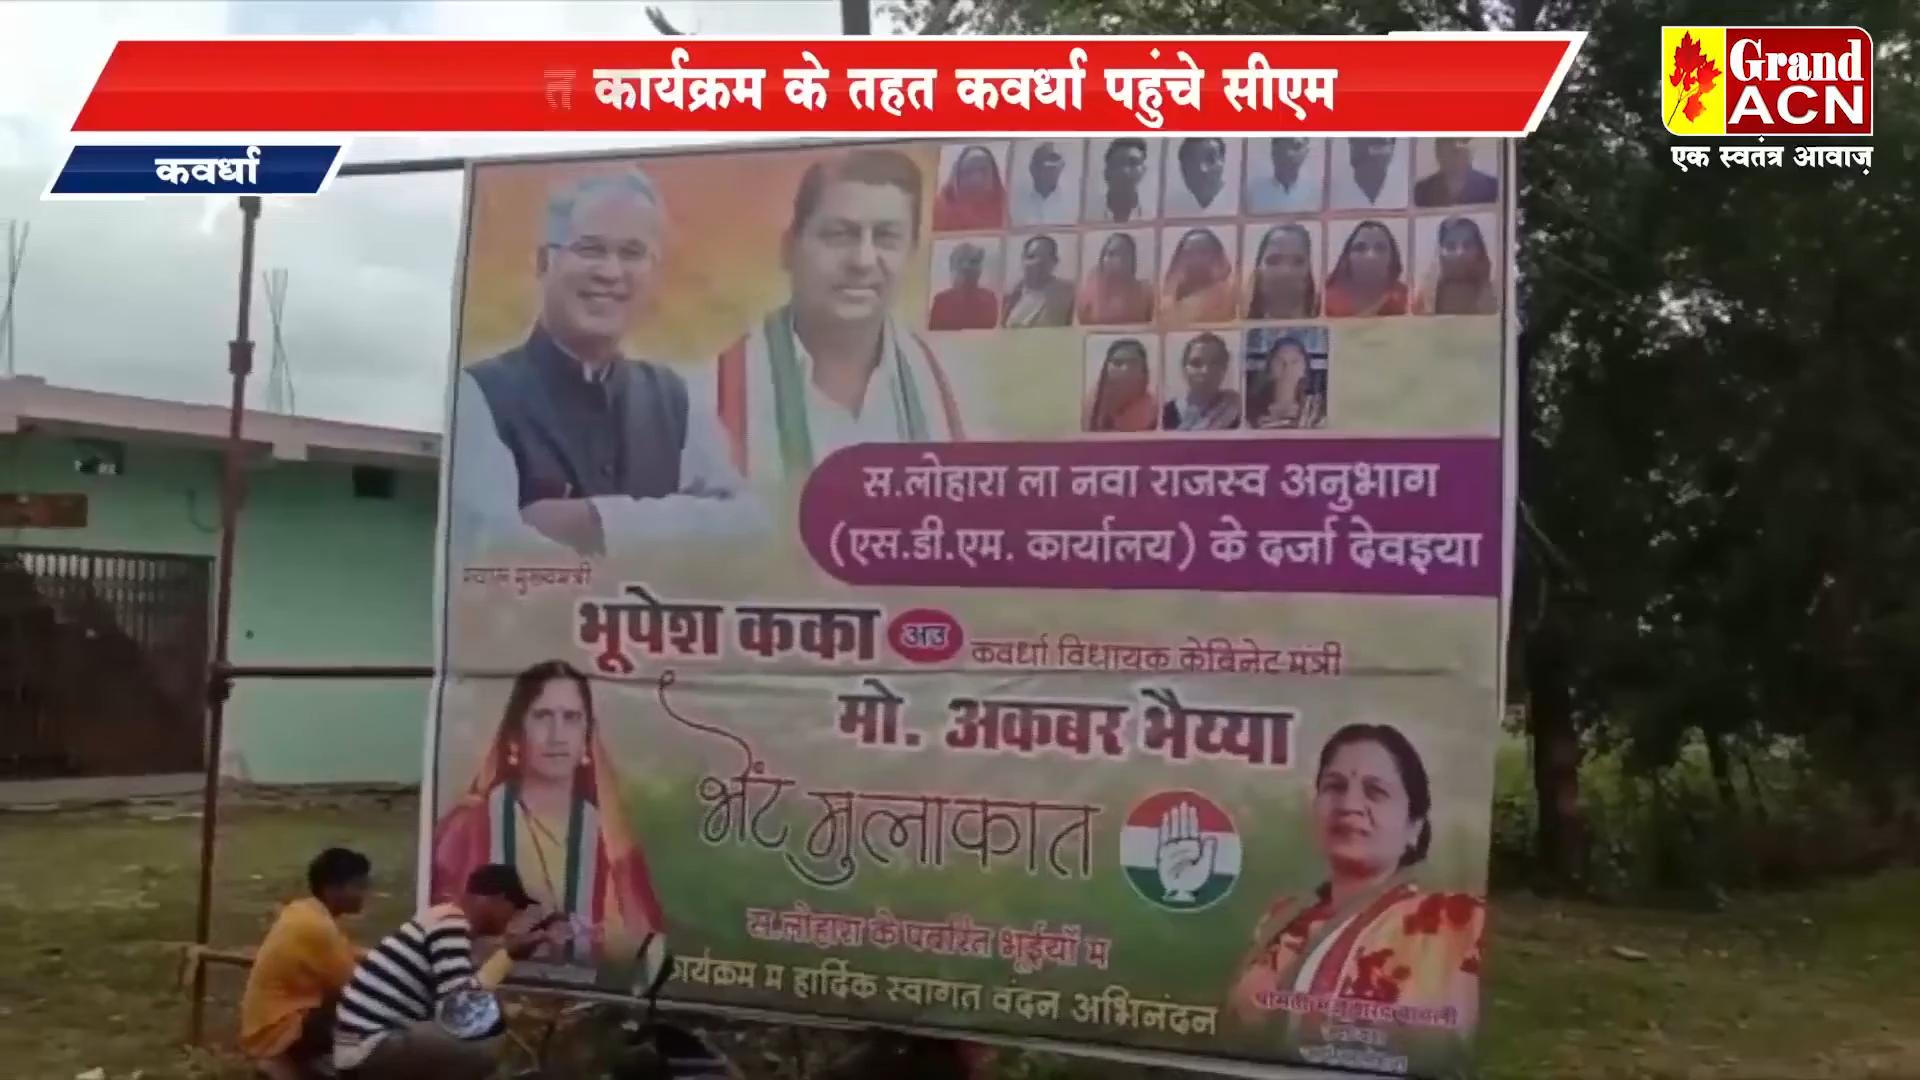 कार्यक्रम के तहत कवर्धा पहुंचे सीएम
Grand
ACN
एक स्वतंत्र आवाज़
कवर्धा
स.लोहारा ला नवा राजस्व अनुभाग
(एस.डी.एम. कार्यालय) के दर्जा देवइया
मुख्यमंत्री
भूपेश कका अउ कवर्धा विधायक केबिनेट मंत्री
मो. अकबर भैय्या
भेंट मुलाकात
स.लोहारा के भूईयाँ म
कार्यक्रम म हार्दिक स्वागत वंदन अभिनंदन